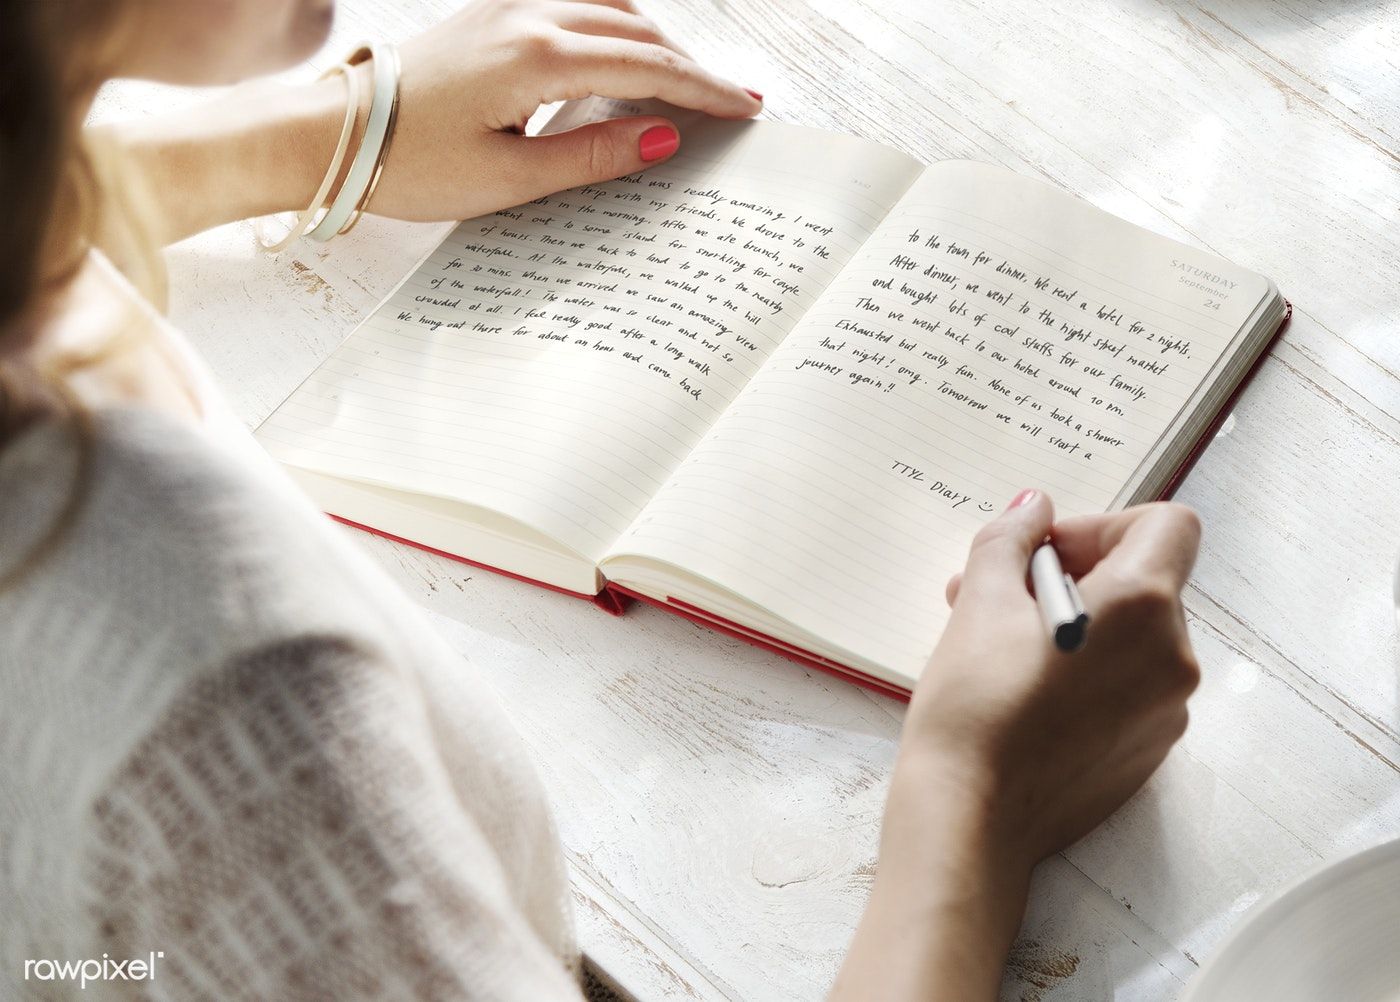 DAY
end was really amazing. I went
trip with my friends. We drove to the
in the morning. After we ate brunch, we
went out to some island for snorkling for couple
of hours. Then we back to land to go to the nearby
waterfall. At the waterfall, we walked up the hill
for 30 mins. When we arrived we saw an amazing view
of the waterfall! The water was so clear and not so
crowded at all. I feel really good after a long walk
We hung out there for about an hour and came back
SATURDAY
September
24
to the town for dinner. We rent a hotel for 2 nights.
After dinner, we went to the night street market
and bought lots of cool stuffs for our family.
Then we went back to our hotel around 10 pm.
Exhausted but really fun. None of us took a shower
that night! omg. Tomorrow we will start a
journey again!!
TTYL Diary
rawpixel